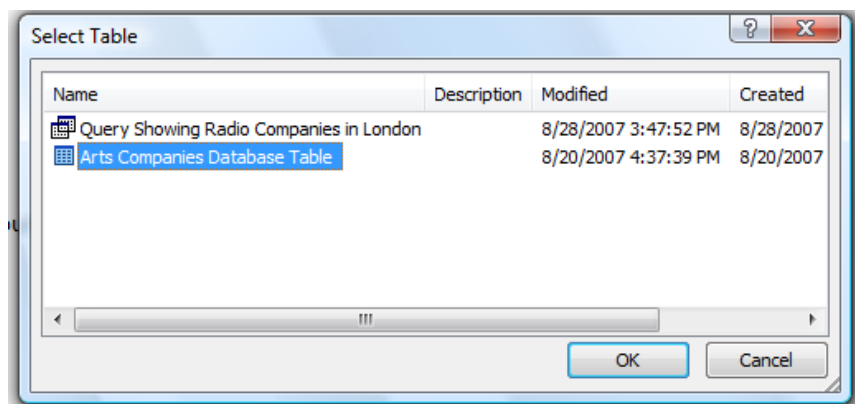 Select Table
Name Description Modified Created
Query Showing Radio Companies in London 8/28/2007 3:47:52 PM 8/28/2007
Arts Companies Database Table 8/20/2007 4:37:39 PM 8/20/2007
OK Cancel